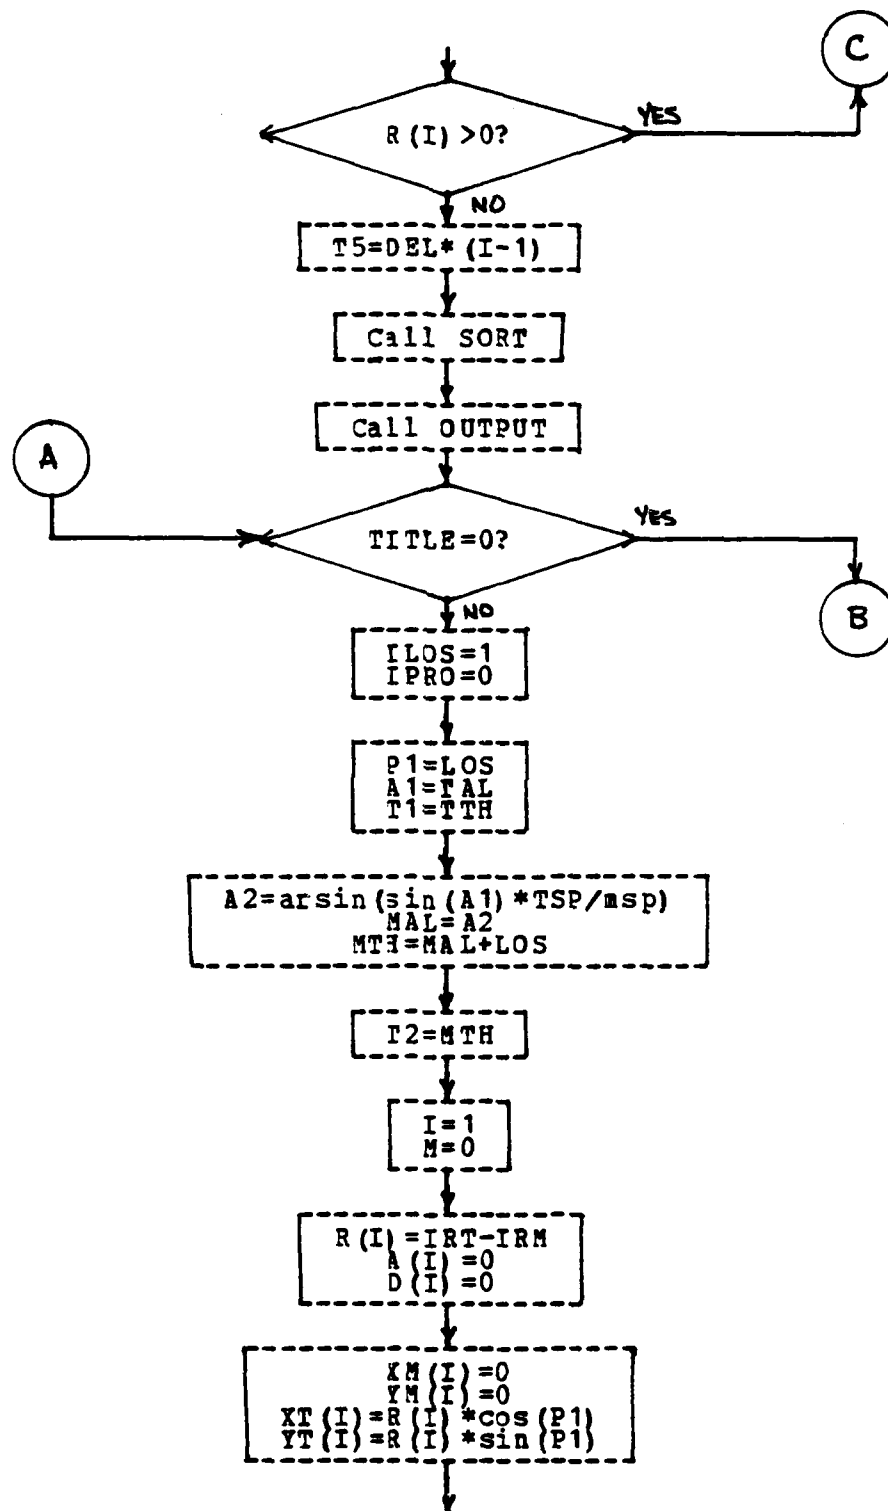 C
R(I)>0?
YES
NO
T5=DEL*(I-1)
Call SORT
Call OUTPUT
A
TITLE=0?
YES
B
NO
ILOS=1
IPRO=0
P1=LOS
A1=TAL
T1=TTH
A2=arsin(sin(A1)*TSP/msp)
MAL=A2
MTH=MAL+LOS
T2=MTH
I=1
M=0
R(I)=IRT-IRM
A(I)=0
D(I)=0
XM(I)=0
YM(I)=0
XT(I)=R(I)*cos(P1)
YT(I)=R(I)*sin(P1)